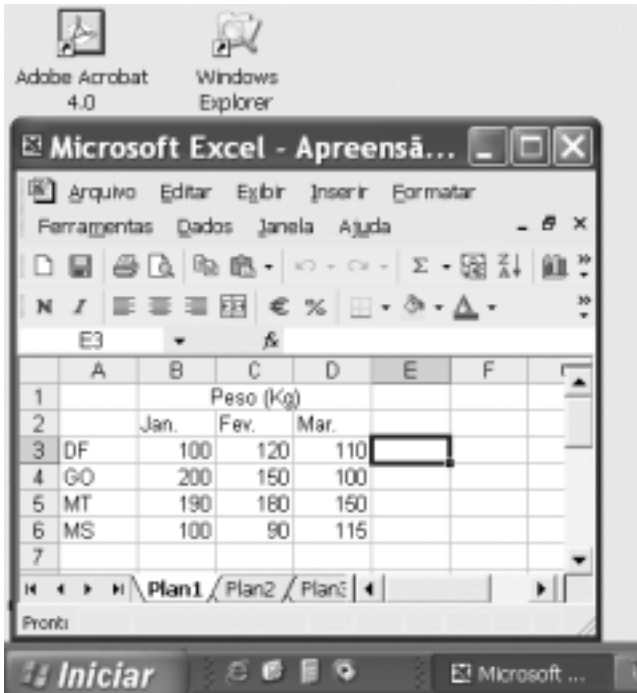 Adobe Acrobat 4.0
Windows Explorer
Microsoft Excel - Apreensã...
Arquivo Editar Exibir Inserir Formatar
Ferramentas Dados Janela Ajuda
N I € %
E3 fx
A B C D E F
1 Peso (Kg)
2 Jan. Fev. Mar.
3 DF 100 120 110
4 GO 200 150 100
5 MT 190 180 150
6 MS 100 90 115
7
Plan1 Plan2 Plan3
Pronto
Iniciar Microsoft ...